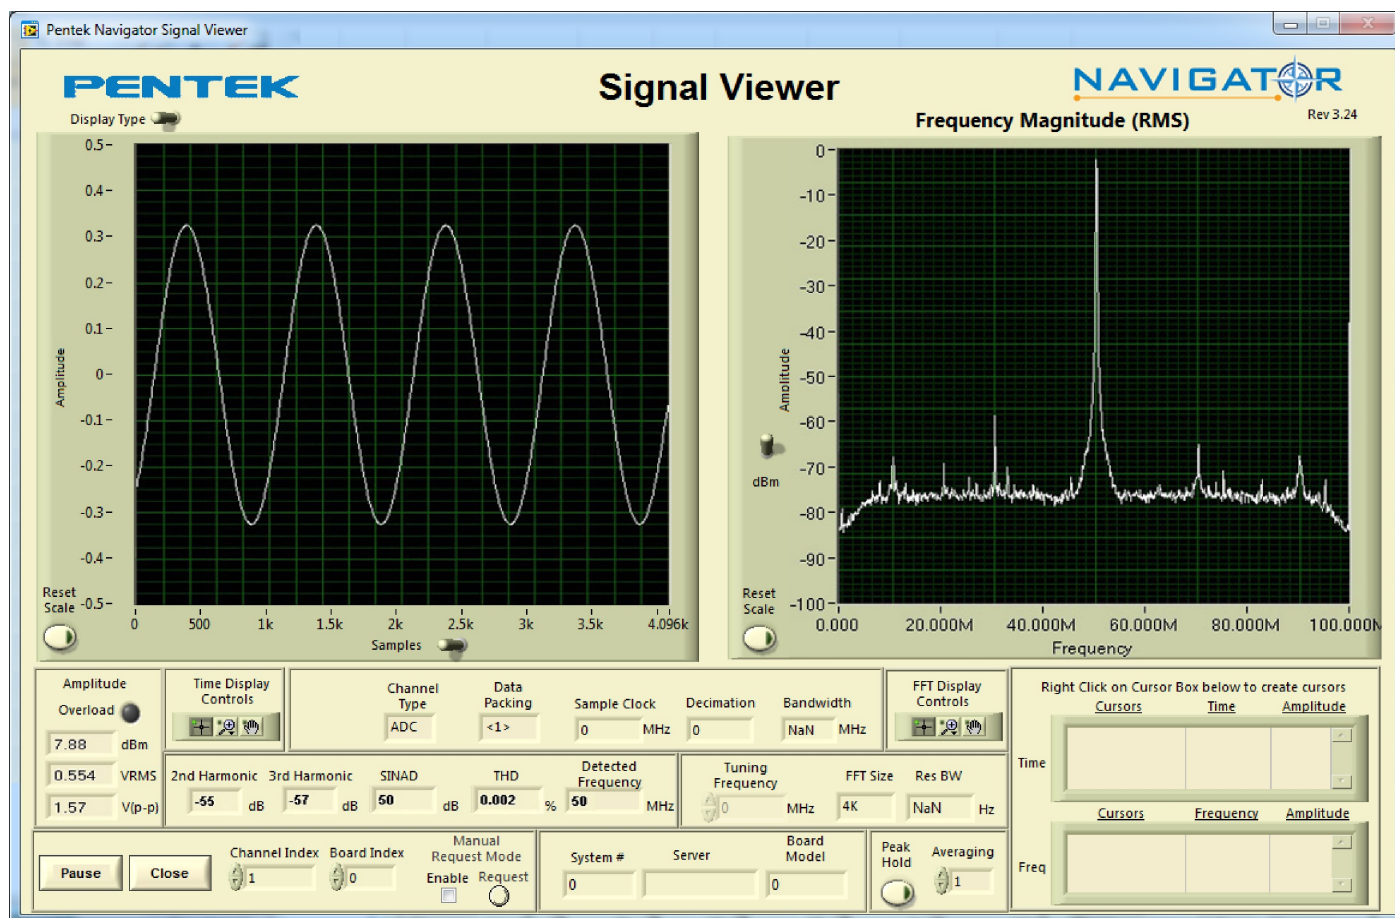 Pentek Navigator Signal Viewer
PENTEK
Signal Viewer
NAVIGATOR
Rev 3.24
Display Type
Frequency Magnitude (RMS)
0.5
0.4
0.3
0.2
0.1
0
-0.1
-0.2
-0.3
-0.4
-0.5
Amplitude
Reset
Scale
0 500 1k 1.5k 2k 2.5k 3k 3.5k 4.096k
Samples
0
-10
-20
-30
-40
-50
-60
-70
-80
-90
-100
Amplitude
dBm
Reset
Scale
0.000 20.000M 40.000M 60.000M 80.000M 100.000M
Frequency
Amplitude
Overload
7.88 dBm
0.554 VRMS
1.57 V(p-p)
Time Display
Controls
Channel
Type
ADC
Data
Packing
<1>
Sample Clock
0 MHz
Decimation
0
Bandwidth
NaN MHz
FFT Display
Controls
2nd Harmonic
-55 dB
3rd Harmonic
-57 dB
SINAD
50 dB
THD
0.002 %
Detected
Frequency
50 MHz
Tuning
Frequency
0 MHz
FFT Size
4K
Res BW
NaN Hz
Right Click on Cursor Box below to create cursors
Cursors Time Amplitude
Time
Cursors Frequency Amplitude
Freq
Pause
Close
Channel Index
1
Board Index
0
Manual
Request Mode
Enable Request
System #
0
Server
Board
Model
0
Peak
Hold
Averaging
1